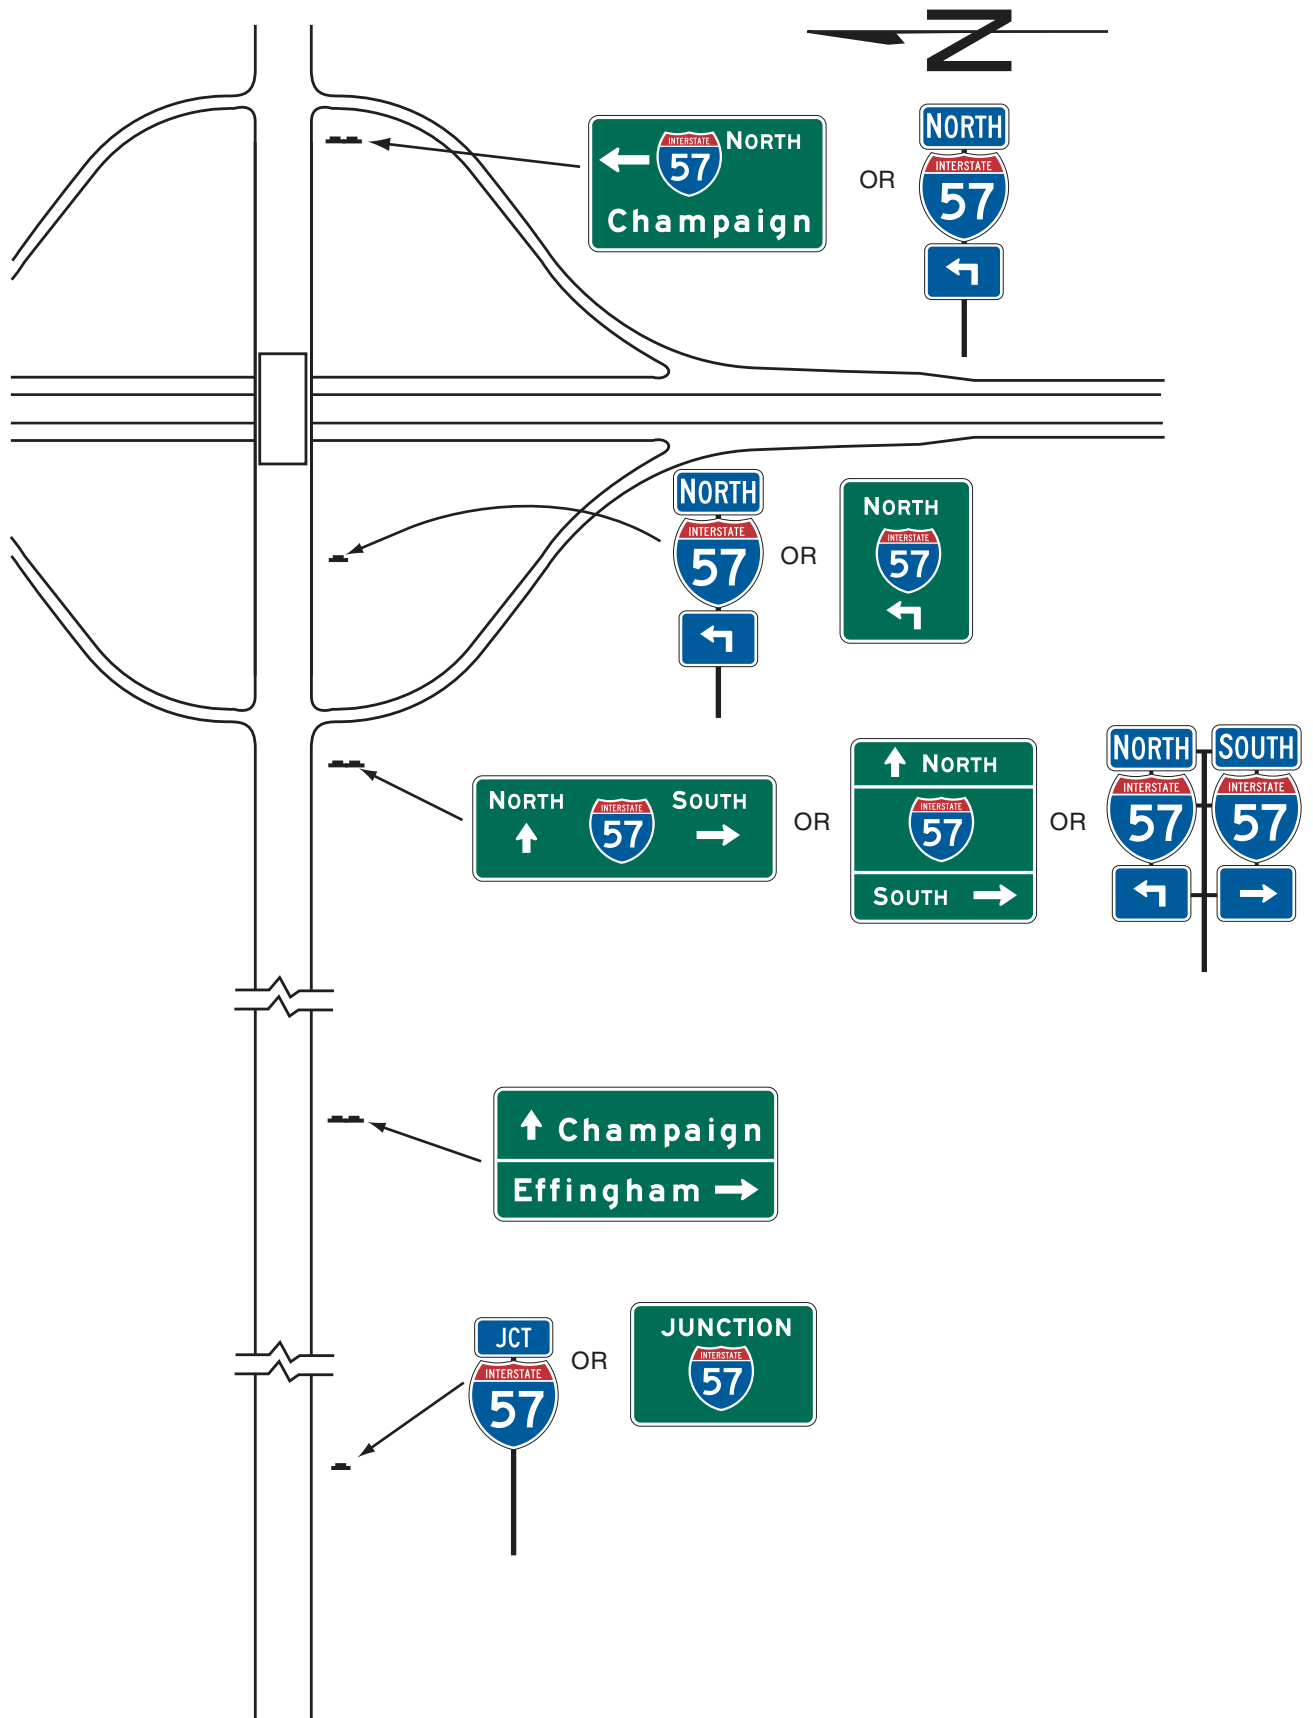 N
INTERSTATE
57
NORTH
Champaign
OR
NORTH
INTERSTATE
57
NORTH
INTERSTATE
57
OR
NORTH
INTERSTATE
57
NORTH
INTERSTATE
57
SOUTH
OR
NORTH
INTERSTATE
57
SOUTH
OR
NORTH
INTERSTATE
57
SOUTH
INTERSTATE
57
Champaign
Effingham
JCT
INTERSTATE
57
OR
JUNCTION
INTERSTATE
57